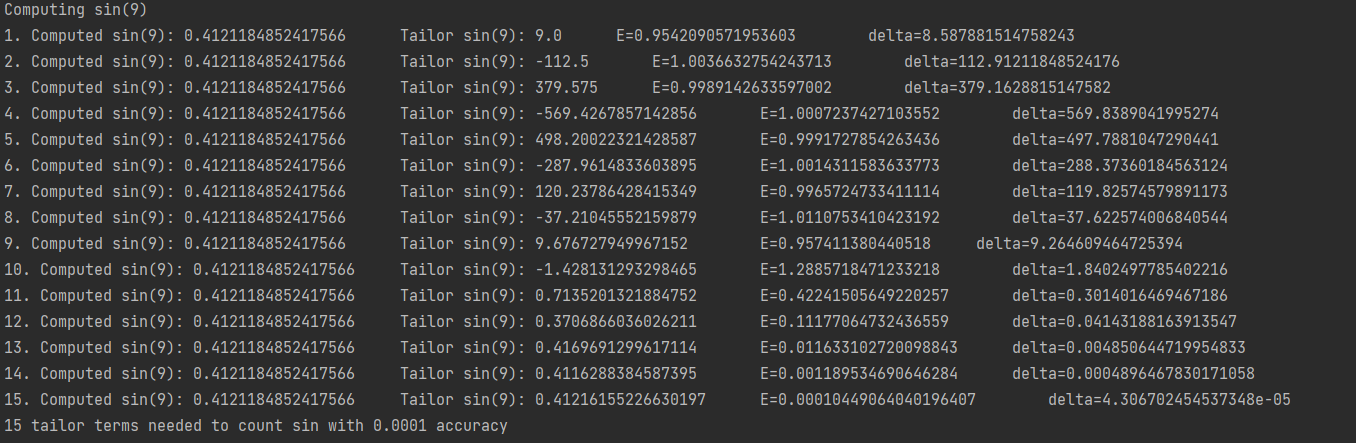 Computing sin(9)
1. Computed sin(9): 0.4121184852417566 Tailor sin(9): 9.0 E=0.9542090571953603 delta=8.587881514758243
2. Computed sin(9): 0.4121184852417566 Tailor sin(9): -112.5 E=1.0036632754243713 delta=112.91211848524176
3. Computed sin(9): 0.4121184852417566 Tailor sin(9): 379.575 E=0.9989142633597002 delta=379.1628815147582
4. Computed sin(9): 0.4121184852417566 Tailor sin(9): -569.4267857142856 E=1.0007237427103552 delta=569.8389041995274
5. Computed sin(9): 0.4121184852417566 Tailor sin(9): 498.20022321428587 E=0.9991727854263436 delta=497.7881047290441
6. Computed sin(9): 0.4121184852417566 Tailor sin(9): -287.9614833603895 E=1.0014311583633773 delta=288.37360184563124
7. Computed sin(9): 0.4121184852417566 Tailor sin(9): 120.23786428415349 E=0.9965724733411114 delta=119.82574579891173
8. Computed sin(9): 0.4121184852417566 Tailor sin(9): -37.21045552159879 E=1.0110753410423192 delta=37.622574006840544
9. Computed sin(9): 0.4121184852417566 Tailor sin(9): 9.676727949967152 E=0.957411380440518 delta=9.264609464725394
10. Computed sin(9): 0.4121184852417566 Tailor sin(9): -1.428131293298465 E=1.2885718471233218 delta=1.8402497785402216
11. Computed sin(9): 0.4121184852417566 Tailor sin(9): 0.7135201321884752 E=0.42241505649220257 delta=0.3014016469467186
12. Computed sin(9): 0.4121184852417566 Tailor sin(9): 0.3706866036026211 E=0.11177064732436559 delta=0.04143188163913547
13. Computed sin(9): 0.4121184852417566 Tailor sin(9): 0.4169691299617114 E=0.011633102720098843 delta=0.004850644719954833
14. Computed sin(9): 0.4121184852417566 Tailor sin(9): 0.4116288384587395 E=0.001189534690646284 delta=0.0004896467830171058
15. Computed sin(9): 0.4121184852417566 Tailor sin(9): 0.41216155226630197 E=0.00010449064040196407 delta=4.306702454537348e-05
15 tailor terms needed to count sin with 0.0001 accuracy